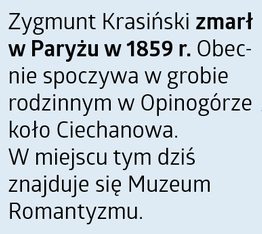 Zygmunt Krasiński zmarł
w Paryżu w 1859 r. Obec-
nie spoczywa w grobie
rodzinnym w Opinogórze
koło Ciechanowa.
W miejscu tym dziś
znajduje się Muzeum
Romantyzmu.